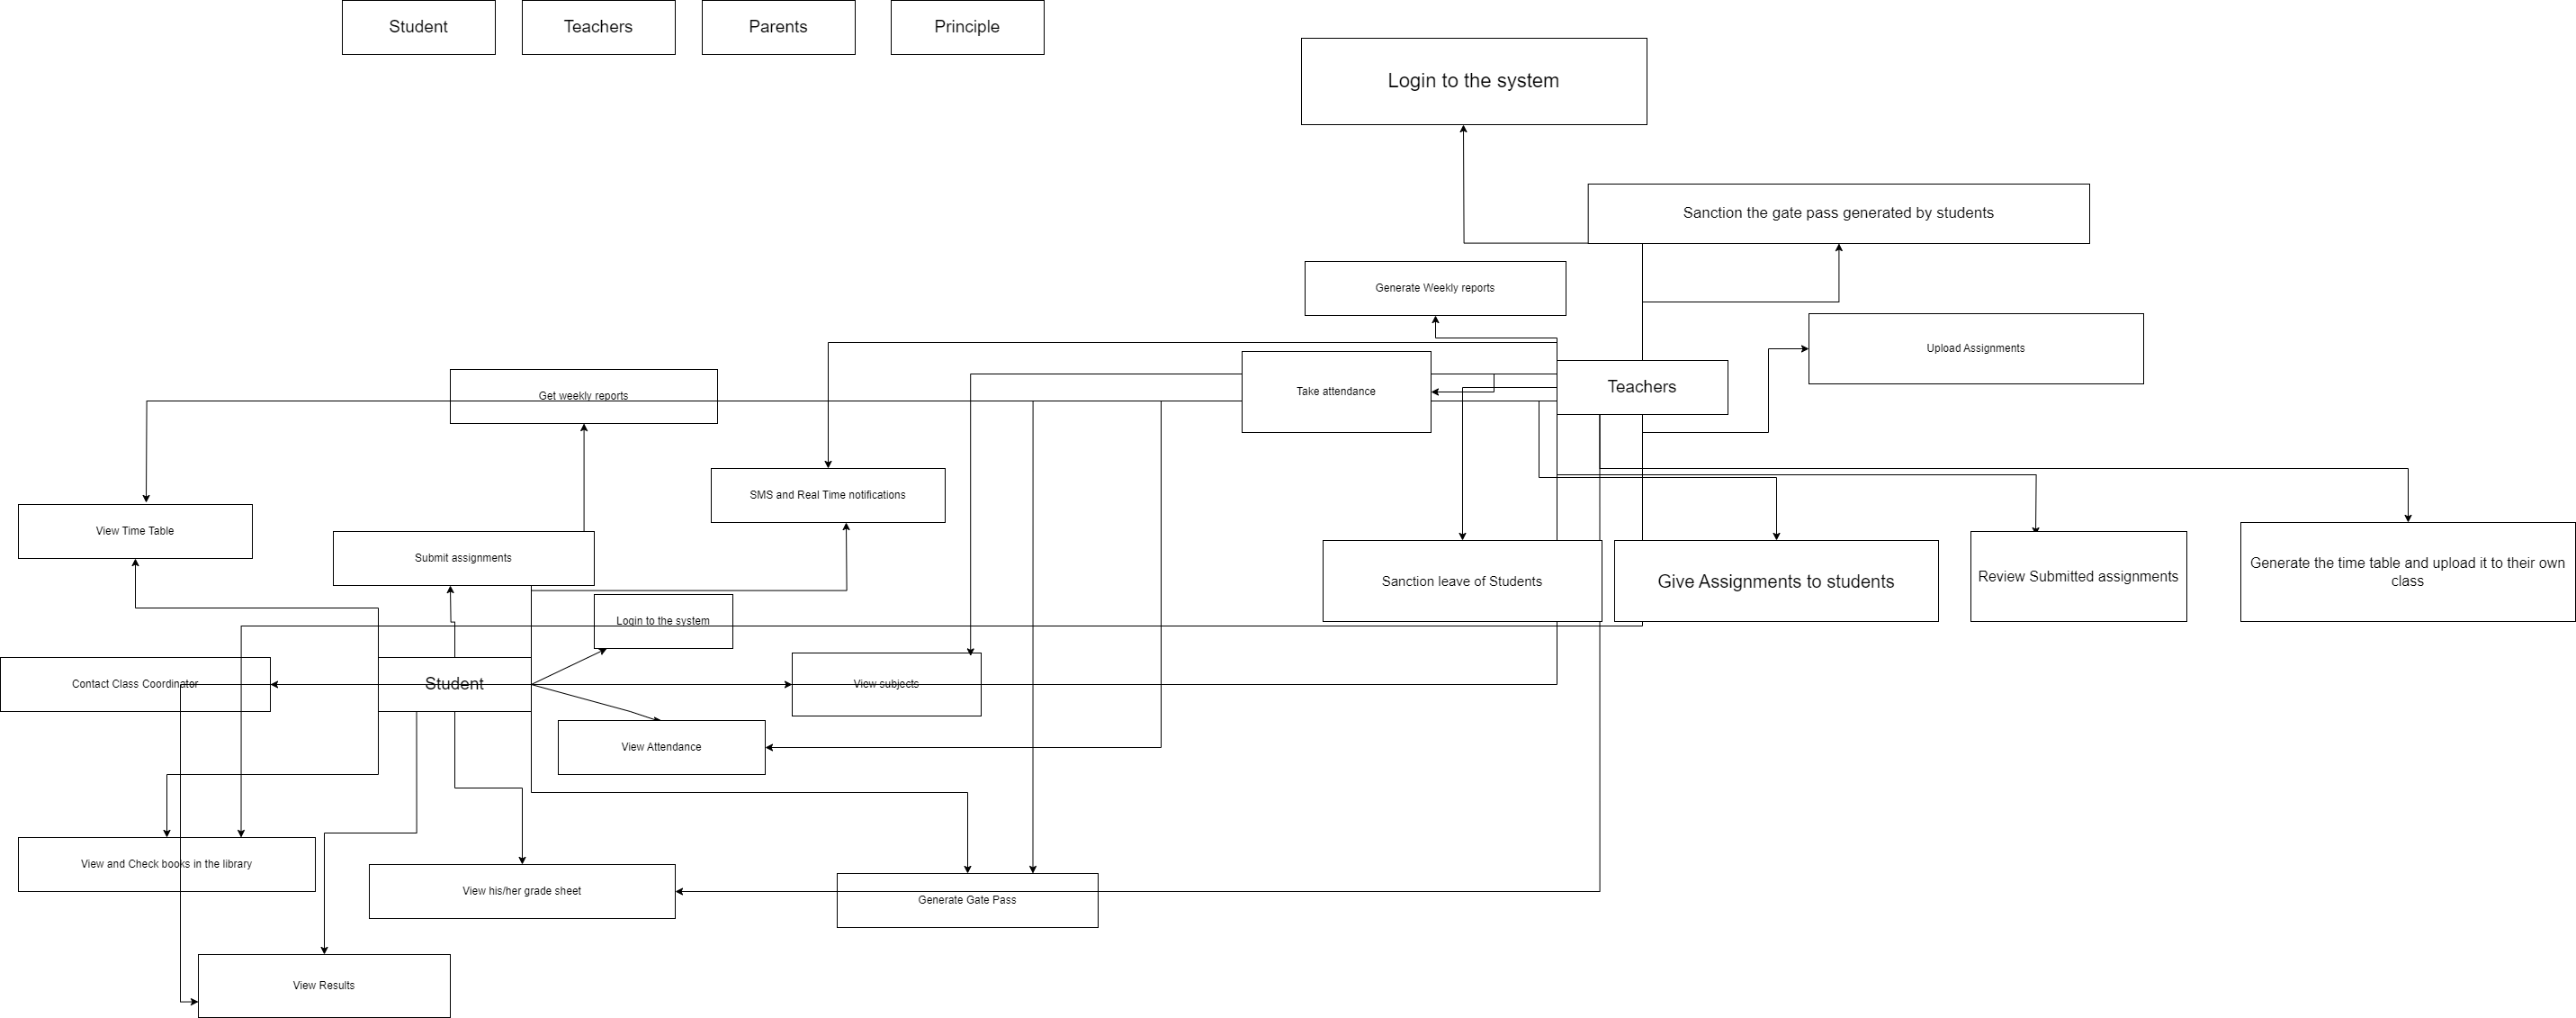 Student
Teachers
Parents
Principle
Login to the system
Sanction the gate pass generated by students
Generate Weekly reports
Upload Assignments
Teachers
Take attendance
Get weekly reports
SMS and Real Time notifications
View Time Table
Submit assignments
Sanction leave of Students
Give Assignments to students
Review Submitted assignments
Generate the time table and upload it to their own
class
Login to the system
Contact Class Coordinator
Student
View subjects
View Attendance
View and Check books in the library
View his/her grade sheet
Generate Gate Pass
View Results